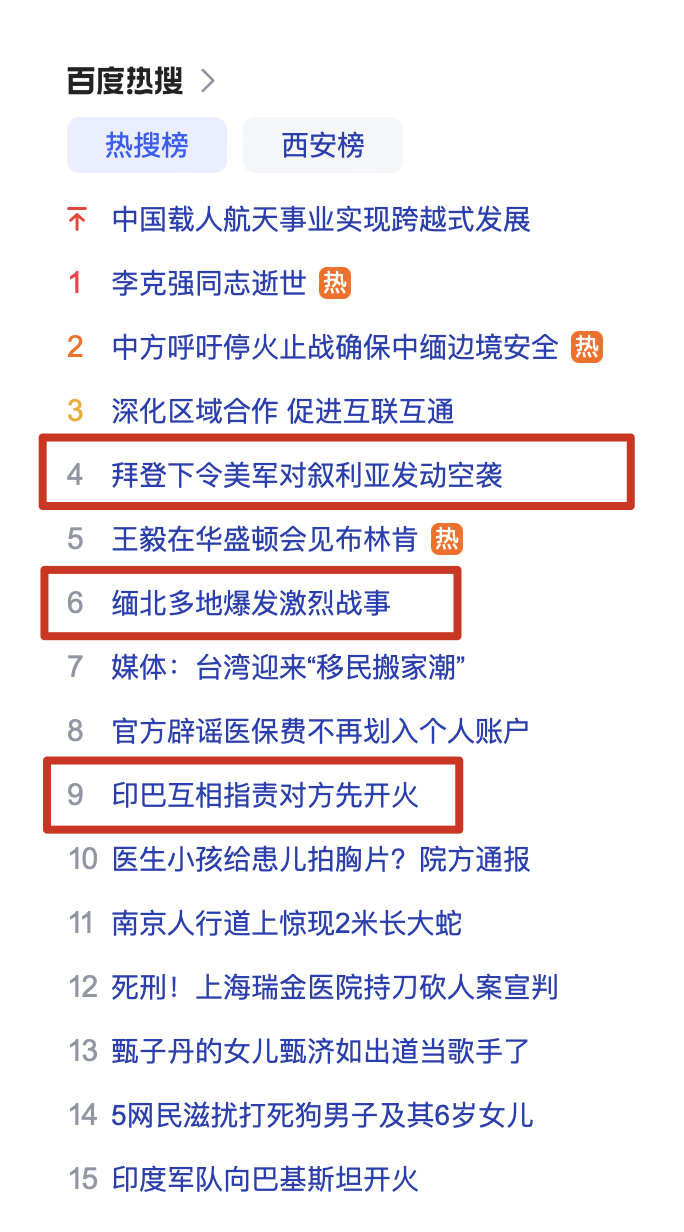 百度热搜
热搜榜 西安榜
中国载人航天事业实现跨越式发展
1 李克强同志逝世 热
2 中方呼吁停火止战确保中缅边境安全 热
3 深化区域合作 促进互联互通
4 拜登下令美军对叙利亚发动空袭
5 王毅在华盛顿会见布林肯 热
6 缅北多地爆发激烈战事
7 媒体：台湾迎来“移民搬家潮”
8 官方辟谣医保费不再划入个人账户
9 印巴互相指责对方先开火
10 医生小孩给患儿拍胸片？院方通报
11 南京人行道上惊现2米长大蛇
12 死刑！上海瑞金医院持刀砍人案宣判
13 甄子丹的女儿甄济如出道当歌手了
14 5网民滋扰打死狗男子及其6岁女儿
15 印度军队向巴基斯坦开火